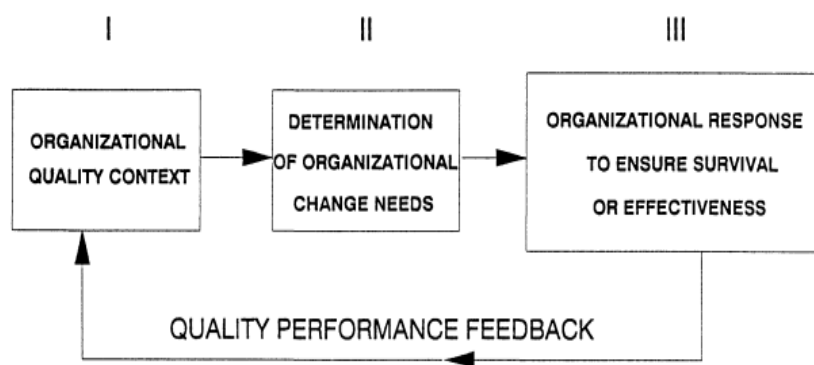 I
II
III
ORGANIZATIONAL
QUALITY CONTEXT
DETERMINATION
OF ORGANIZATIONAL
CHANGE NEEDS
ORGANIZATIONAL RESPONSE
TO ENSURE SURVIVAL
OR EFFECTIVENESS
QUALITY PERFORMANCE FEEDBACK